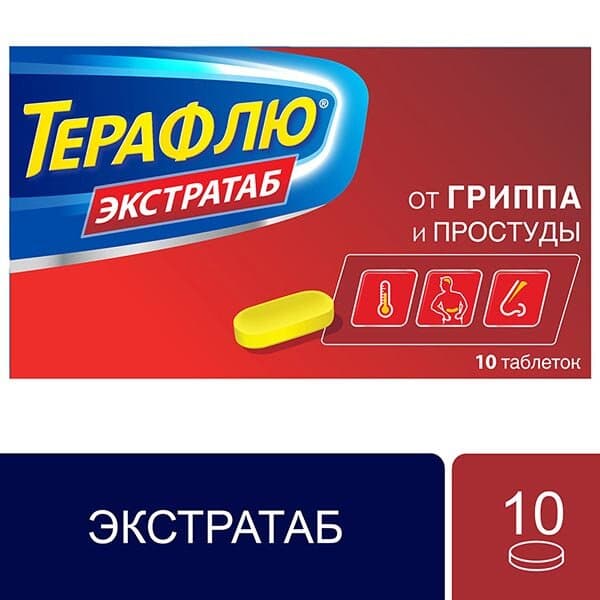 ТЕРАФЛЮ®
ЭКСТРАТАБ
от ГРИППА
и ПРОСТУДЫ
10 таблеток
ЭКСТРАТАБ
10